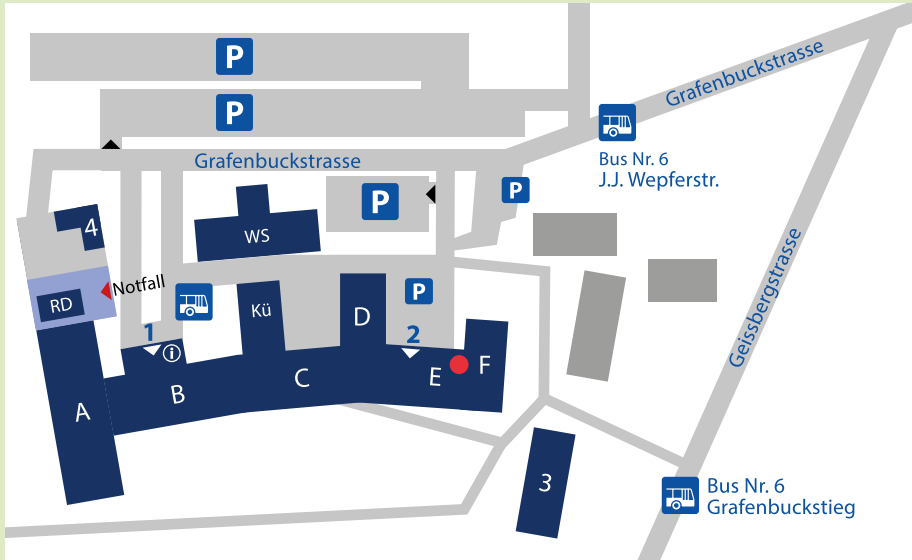 P
P
Grafenbuckstrasse
Grafenbuckstrasse
Bus Nr. 6
J.J. Wepferstr.
P
P
4
WS
Notfall
RD
Kü
D
P
1
i
2
A
B
C
E
F
3
Geissbergstrasse
Bus Nr. 6
Grafenbuckstieg